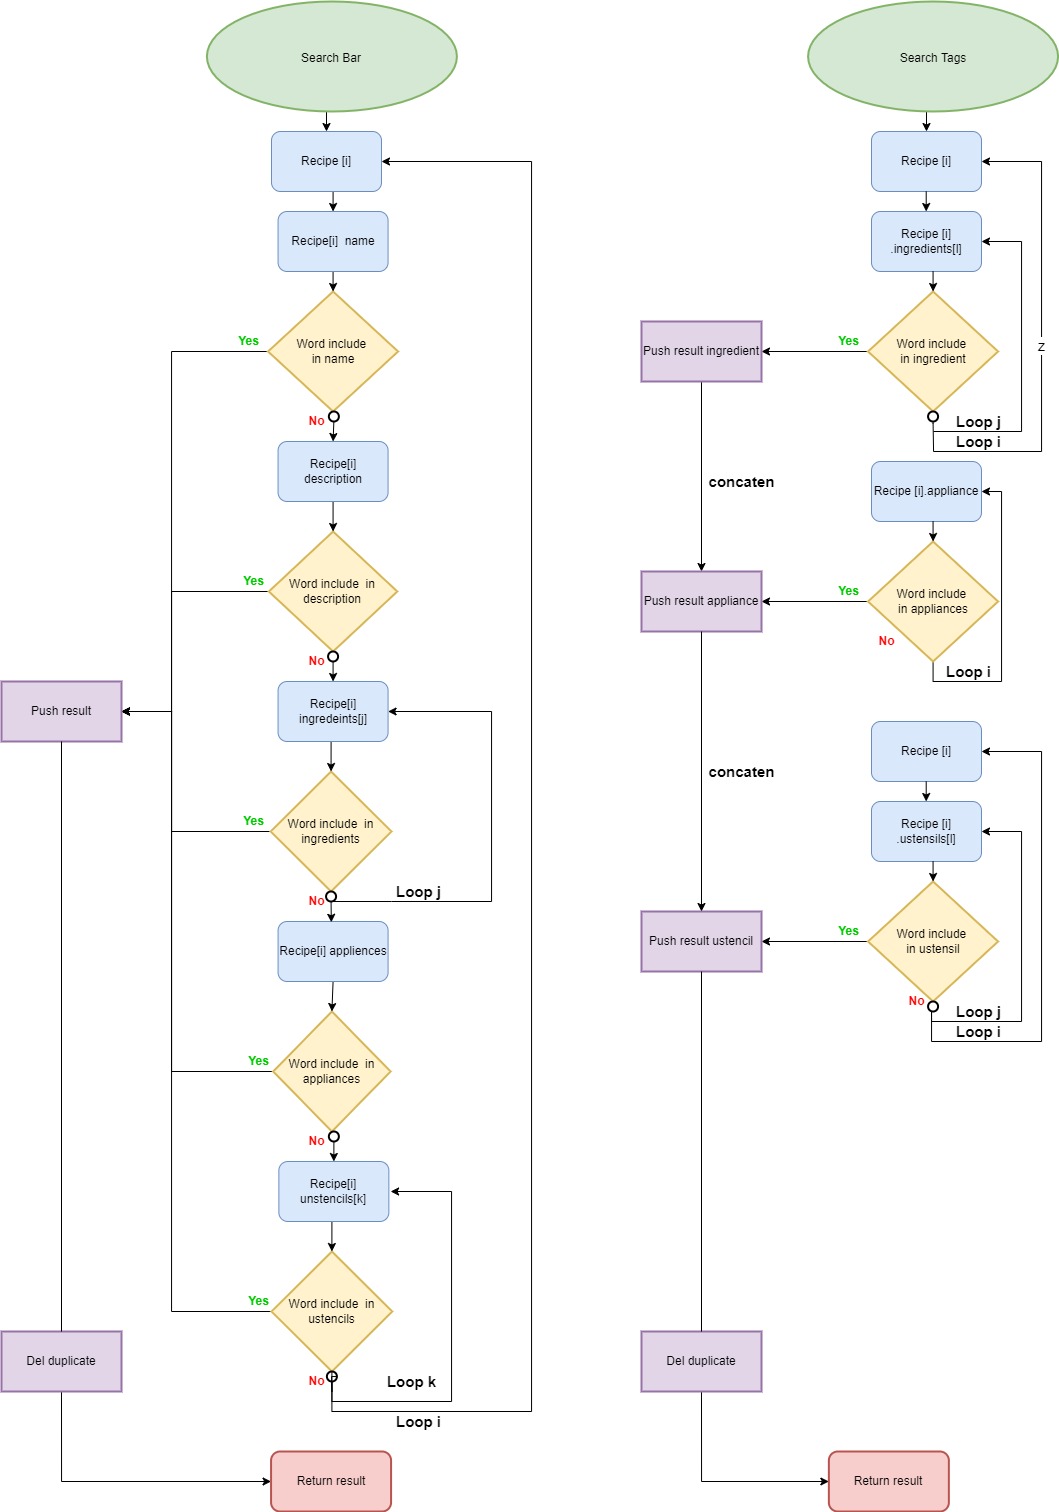 Search Bar
Recipe [i]
Recipe[i]  name
Yes
Word include
in name
No
Recipe[i]
description
Yes
Word include  in
description
No
Push result
Recipe[i]
ingredeints[j]
Yes
Word include  in
ingredients
No
Loop j
Recipe[i] appliences
Yes
Word include  in
appliances
No
Recipe[i]
unstencils[k]
Yes
Word include  in
ustencils
No
Loop k
Loop i
Del duplicate
Return result
Search Tags
Recipe [i]
Recipe [i]
.ingredients[l]
Push result ingredient
Yes
Word include
in ingredient
Z
Loop j
Loop i
concaten
Recipe [i].appliance
Push result appliance
Yes
Word include
in appliances
No
Loop i
concaten
Recipe [i]
Recipe [i]
.ustensils[l]
Push result ustencil
Yes
Word include
in ustensil
No
Loop j
Loop i
Del duplicate
Return result